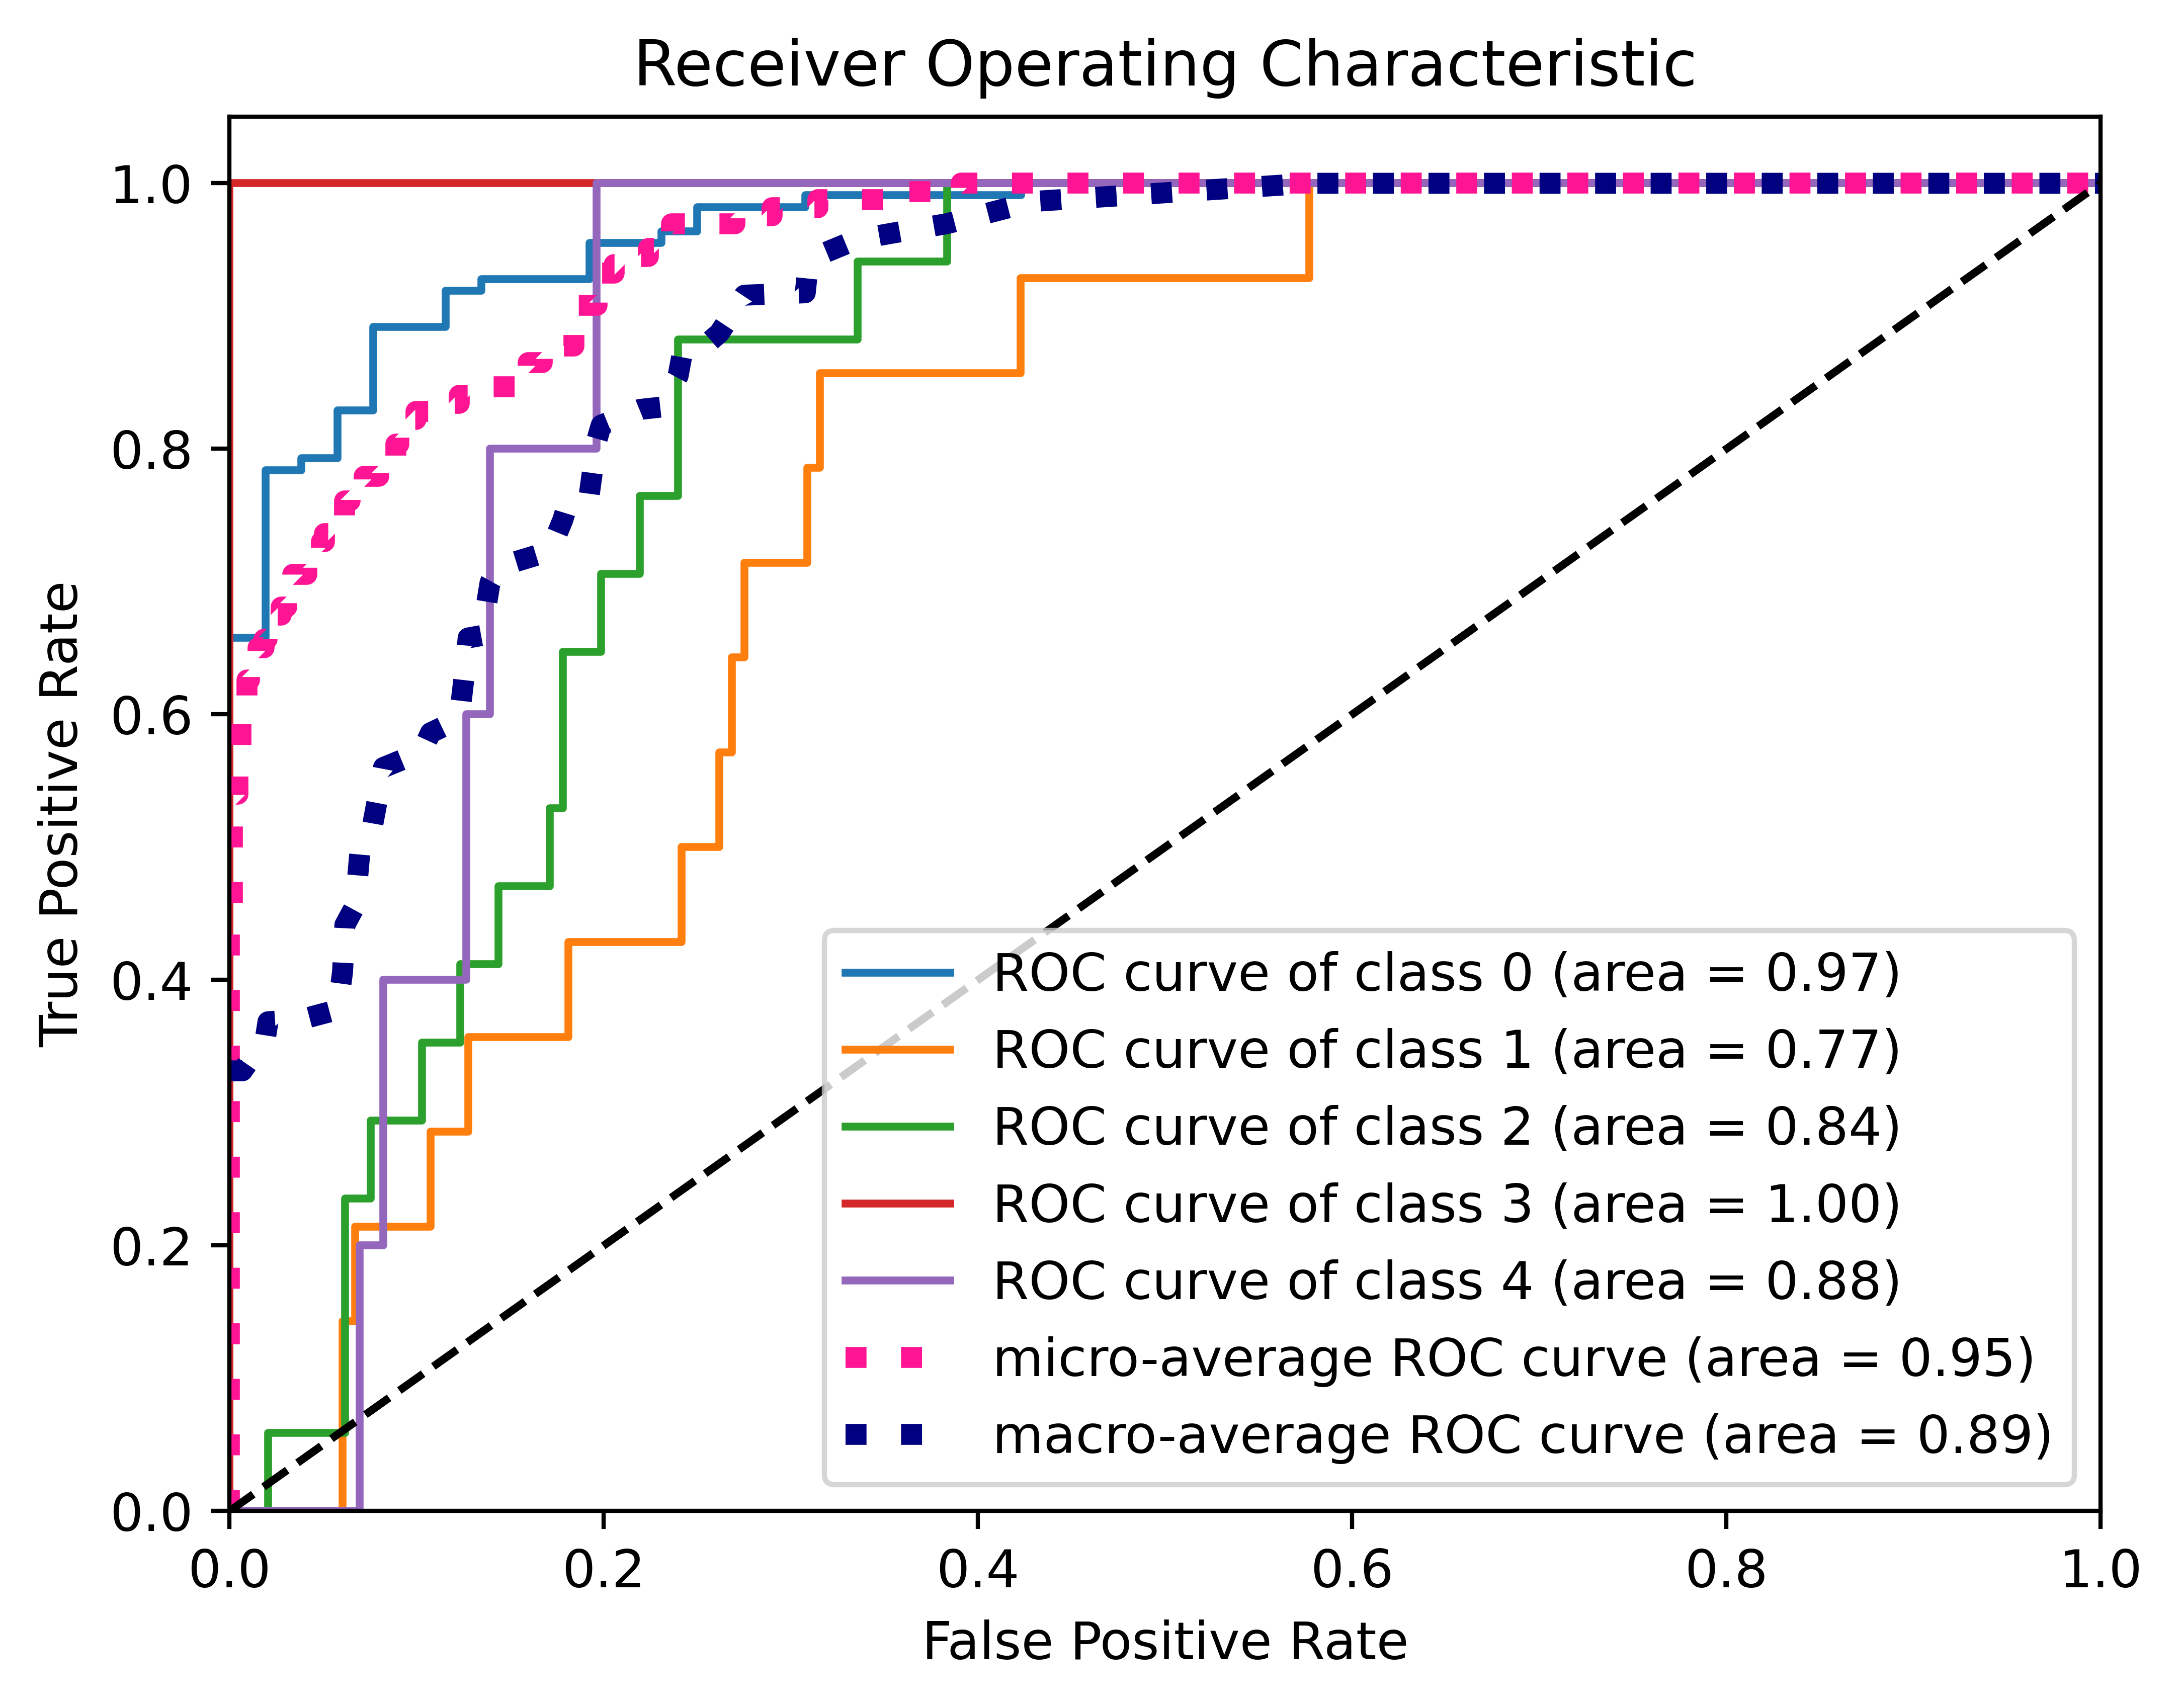 Receiver Operating Characteristic
1.0
0.8
0.6
0.4
0.2
0.0
True Positive Rate
ROC curve of class 0 (area = 0.97)
ROC curve of class 1 (area = 0.77)
ROC curve of class 2 (area = 0.84)
ROC curve of class 3 (area = 1.00)
ROC curve of class 4 (area = 0.88)
micro-average ROC curve (area = 0.95)
macro-average ROC curve (area = 0.89)
0.0 0.2 0.4 0.6 0.8 1.0
False Positive Rate